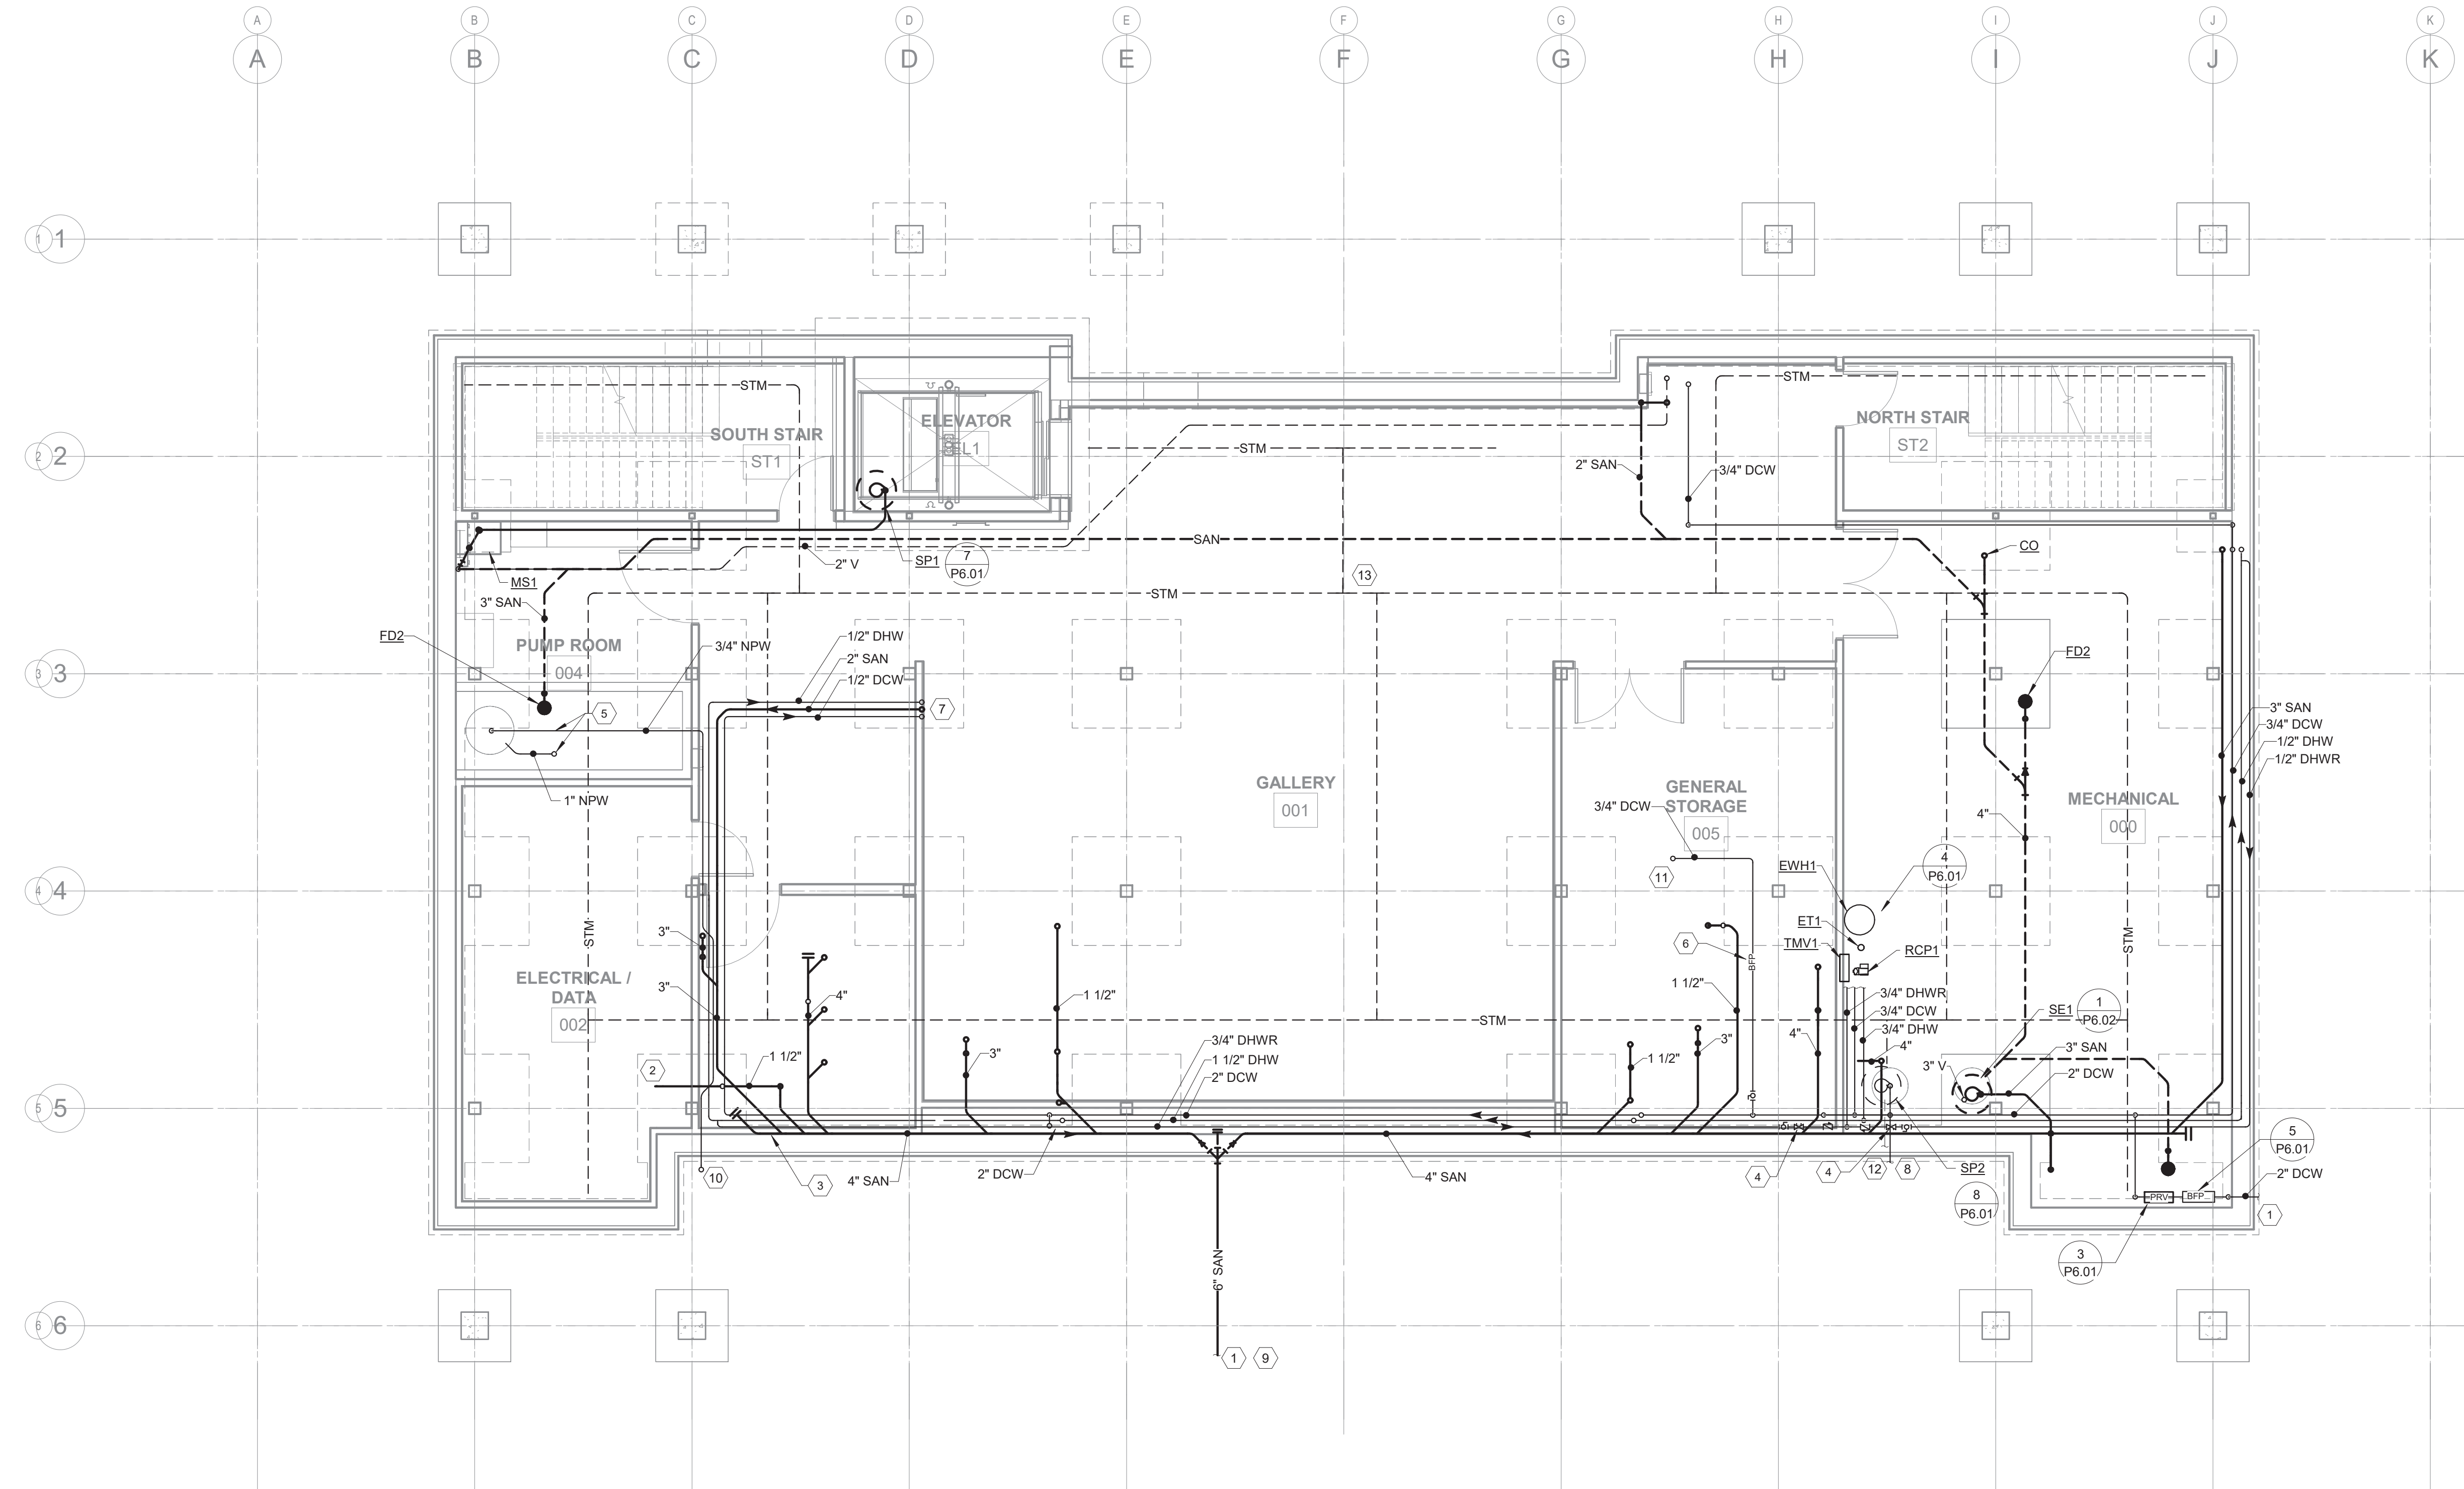 A B C D E F G H I J K
A B C D E F G H I J K
1 1
STM
STM
ELEVATOR
EL1
NORTH STAIR
ST2
SOUTH STAIR
ST1
2 2
STM
2" SAN
3/4" DCW
SAN
CO
2" V
SP1
7
P6.01
MS1
13
3" SAN
STM
FD2
PUMP ROOM
004
3/4" NPW
1/2" DHW
2" SAN
1/2" DCW
FD2
3 3
5
7
3" SAN
3/4" DCW
1/2" DHW
1/2" DHWR
1" NPW
GALLERY
001
GENERAL
STORAGE
005
3/4" DCW
MECHANICAL
000
4"
4 4
11
EWH1
4
P6.01
ET1
TMV1
RCP1
STM
3"
6
BFP
STM
ELECTRICAL /
DATA
002
3"
4"
1 1/2"
1 1/2"
3/4" DHWR
3/4" DCW
3/4" DHW
SE1
1
P6.02
STM
2
1 1/2"
3"
3/4" DHWR
1 1/2" DHW
2" DCW
1 1/2"
3"
4"
4"
3" V
3" SAN
2" DCW
5 5
10
3
4" SAN
2" DCW
4" SAN
4
4
12
8
SP2
8
P6.01
5
P6.01
2" DCW
PRV
BFP
1
3
P6.01
6" SAN
6 6
1
9